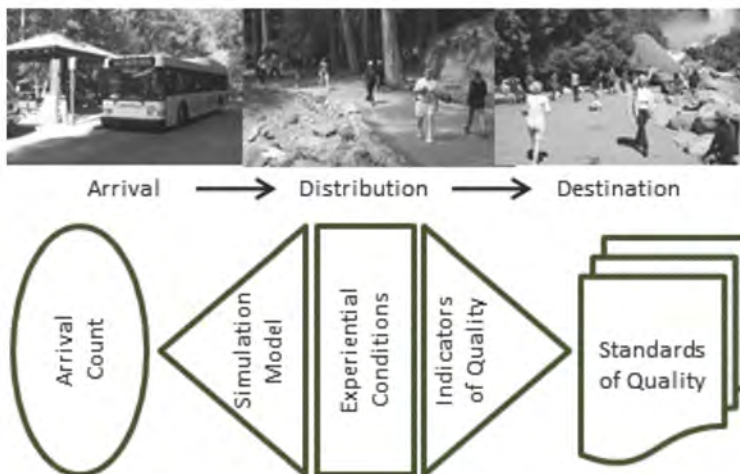 Arrival Distribution Destination
Arrival
Count
Simulation
Model
Experiential
Conditions
Indicators
of Quality
Standards
of Quality